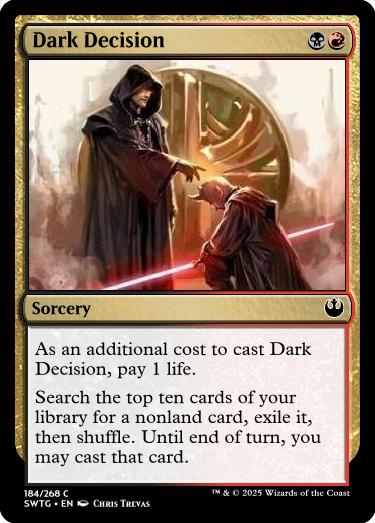 Dark Decision
Sorcery
As an additional cost to cast Dark
Decision, pay 1 life.
Search the top ten cards of your
library for a nonland card, exile it,
then shuffle. Until end of turn, you
may cast that card.
184/268 C
SWTG • EN Chris Trevas
™ & © 2025 Wizards of the Coast